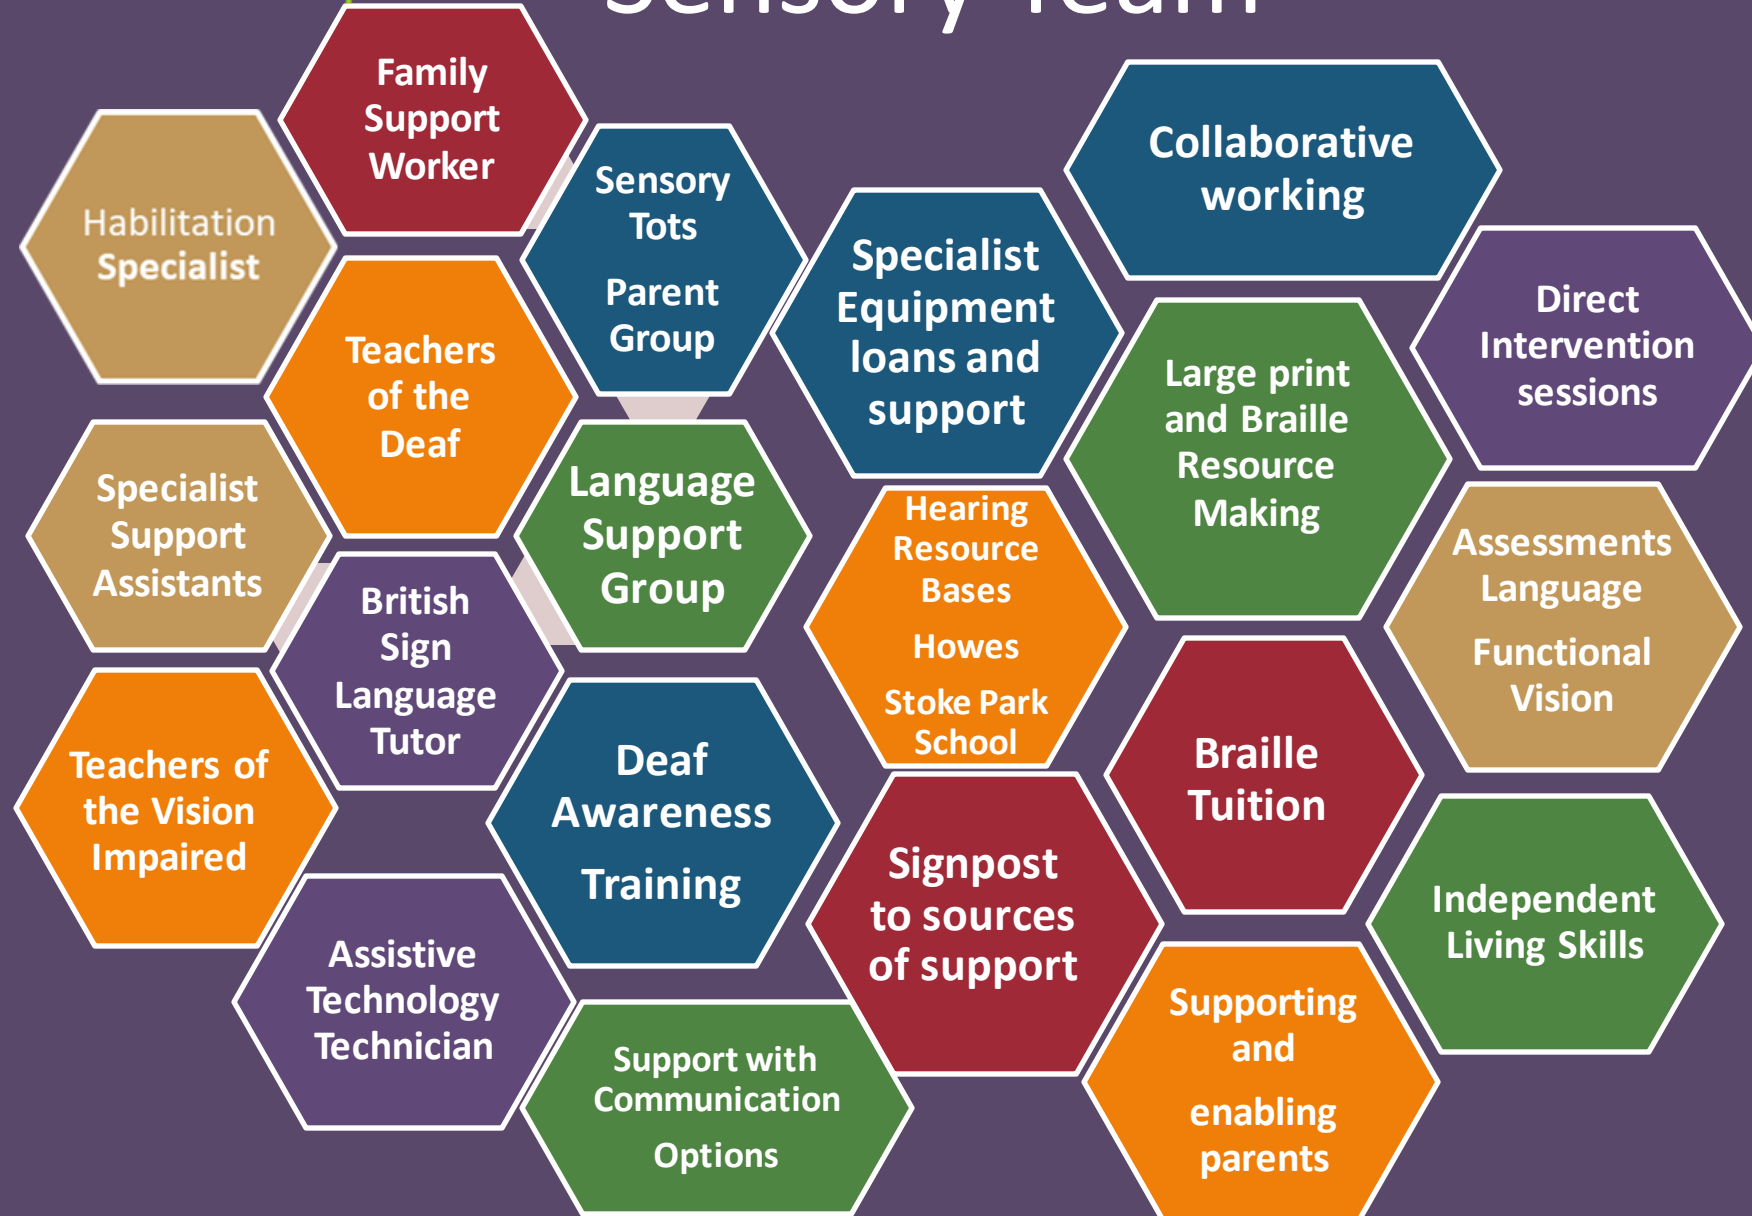 Sensory Team
Family
Support
Worker
Habilitation
Specialist
Sensory
Tots
Parent
Group
Teachers
of the
Deaf
Specialist
Support
Assistants
Language
Support
Group
British
Sign
Language
Tutor
Teachers of
the Vision
Impaired
Deaf
Awareness
Training
Assistive
Technology
Technician
Support with
Communication
Options
Collaborative
working
Specialist
Equipment
loans and
support
Direct
Intervention
sessions
Large print
and Braille
Resource
Making
Hearing
Resource
Bases
Howes
Stoke Park
School
Assessments
Language
Functional
Vision
Braille
Tuition
Signpost
to sources
of support
Independent
Living Skills
Supporting
and
enabling
parents